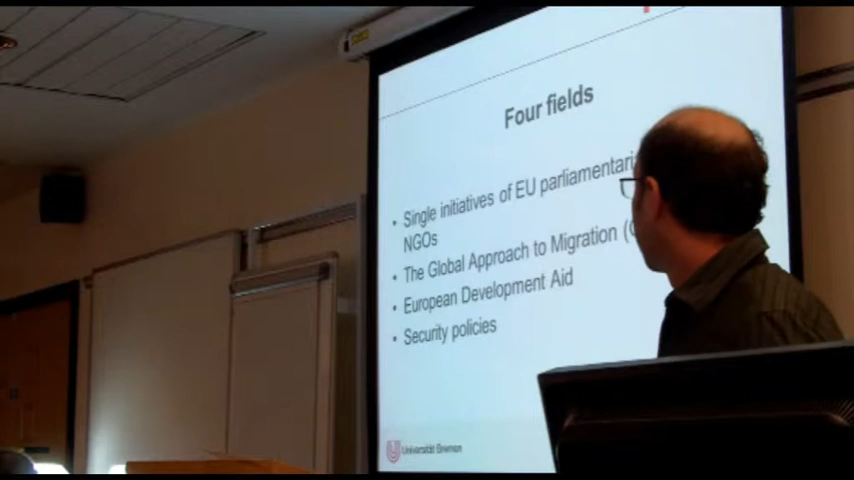 Four fields
• Single initiatives of EU parliamentari
NGOs
• The Global Approach to Migration (
• European Development Aid
• Security policies
Universität Bremen